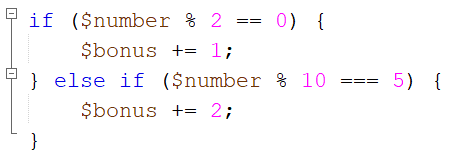 if ($number % 2 == 0) {
    $bonus += 1;
} else if ($number % 10 === 5) {
    $bonus += 2;
}